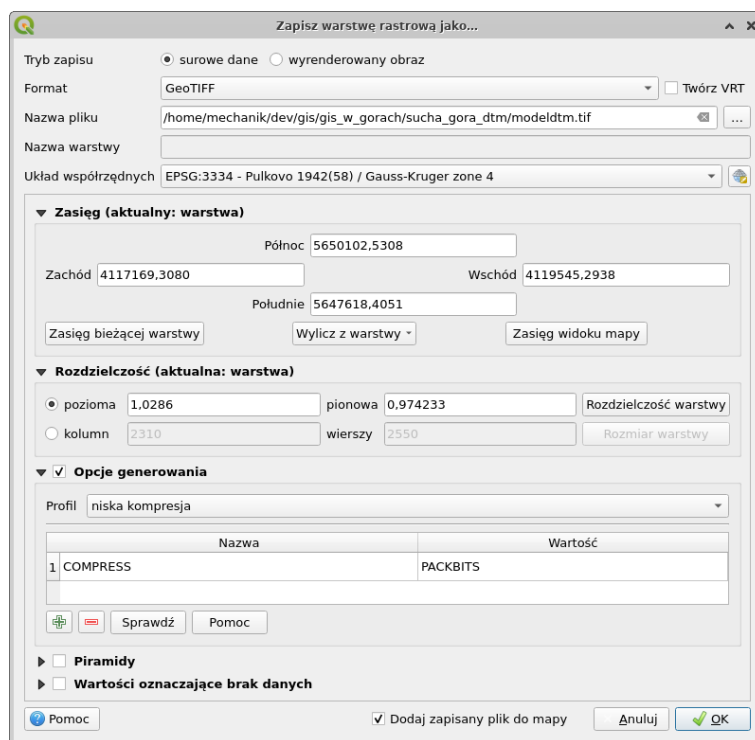 Zapisz warstwę rastrową jako...
Tryb zapisu surowe dane wyrenderowany obraz
Format GeoTIFF Twórz VRT
Nazwa pliku /home/mechanik/dev/gis/gis_w_gorach/sucha_gora_dtm/modeldtm.tif ...
Nazwa warstwy
Układ współrzędnych EPSG:3334 - Pulkovo 1942(58) / Gauss-Kruger zone 4
Zasięg (aktualny: warstwa)
Północ 5650102,5308
Zachód 4117169,3080 Wschód 4119545,2938
Południe 5647618,4051
Zasięg bieżącej warstwy Wylicz z warstwy Zasięg widoku mapy
Rozdzielczość (aktualna: warstwa)
pozioma 1,0286 pionowa 0,974233 Rozdzielczość warstwy
kolumn 2310 wierszy 2550 Rozmiar warstwy
Opcje generowania
Profil niska kompresja
Nazwa Wartość
1 COMPRESS PACKBITS
Sprawdź Pomoc
Piramidy
Wartości oznaczające brak danych
Pomoc Dodaj zapisany plik do mapy Anuluj OK